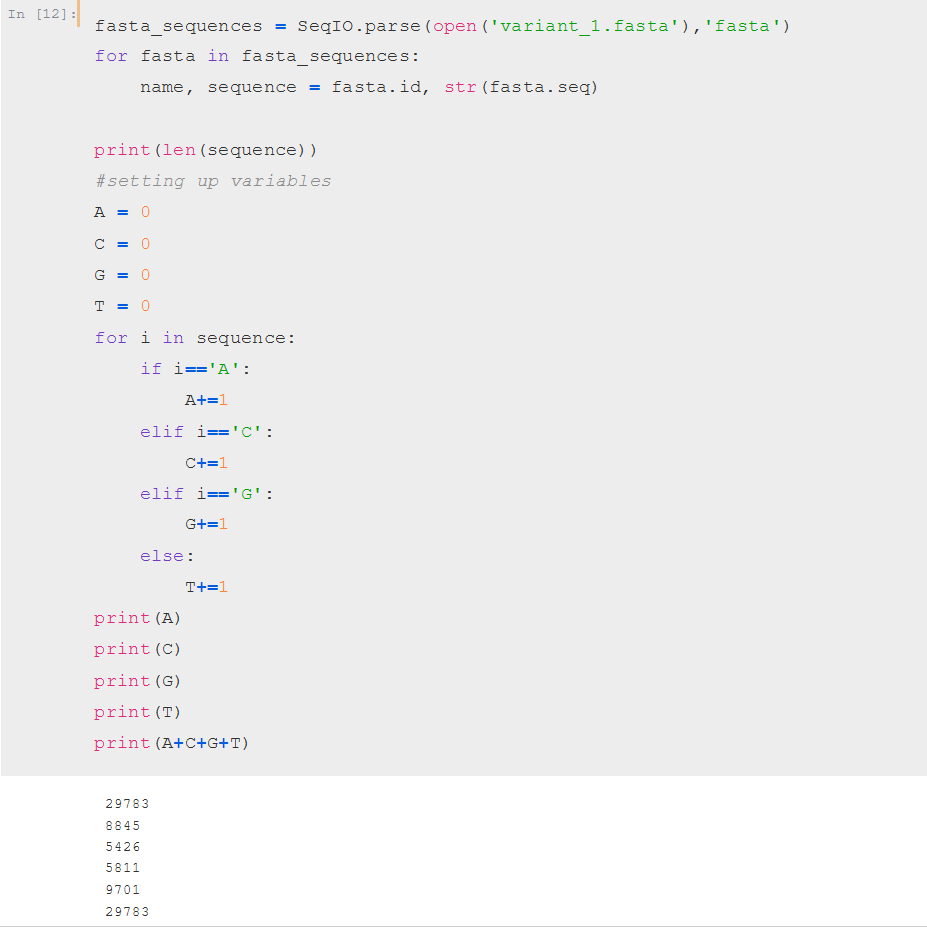 In [12]:
fasta_sequences = SeqIO.parse(open('variant_1.fasta'),'fasta')
for fasta in fasta_sequences:
    name, sequence = fasta.id, str(fasta.seq)

print(len(sequence))
#setting up variables
A = 0
C = 0
G = 0
T = 0
for i in sequence:
    if i=='A':
        A+=1
    elif i=='C':
        C+=1
    elif i=='G':
        G+=1
    else:
        T+=1
print(A)
print(C)
print(G)
print(T)
print(A+C+G+T)
29783
8845
5426
5811
9701
29783